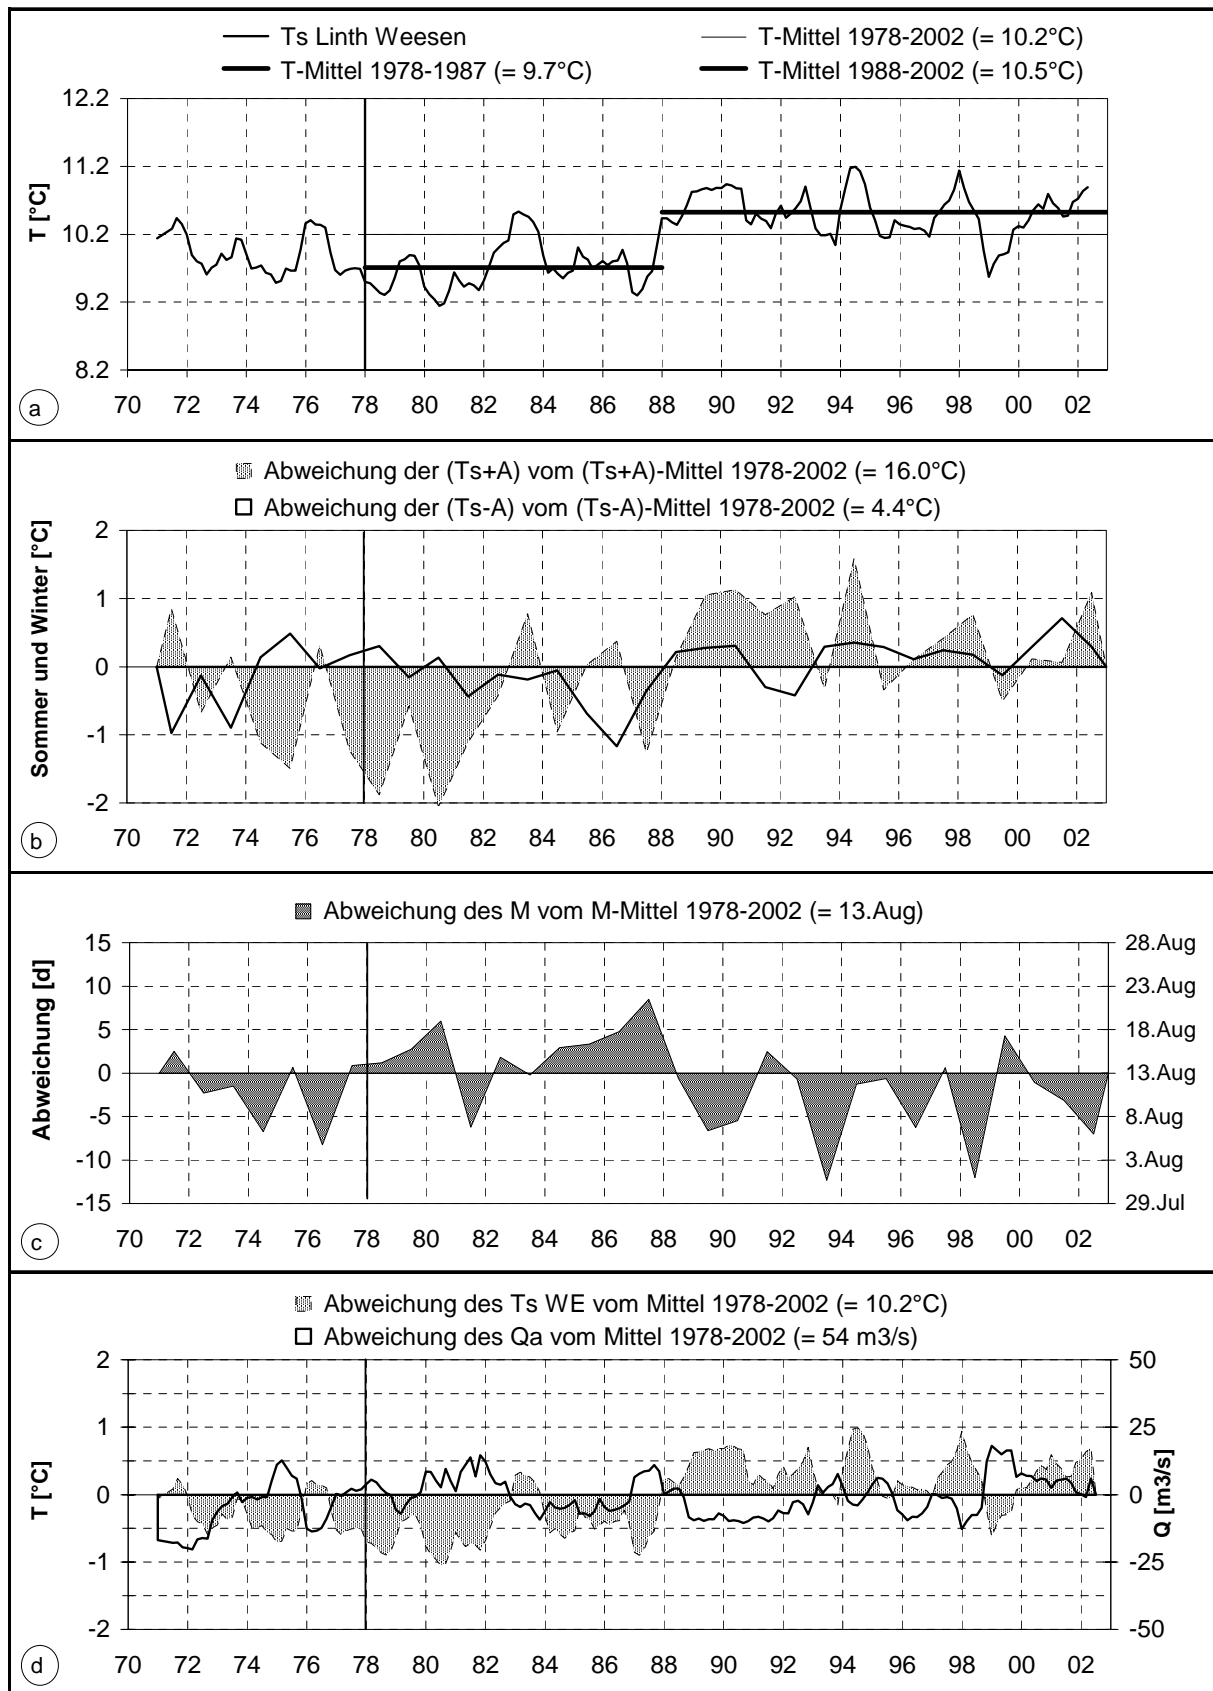 Ts Linth Weesen
T-Mittel 1978-2002 (= 10.2°C)
T-Mittel 1978-1987 (= 9.7°C)
T-Mittel 1988-2002 (= 10.5°C)
T [°C]
12.2
11.2
10.2
9.2
8.2
70 72 74 76 78 80 82 84 86 88 90 92 94 96 98 00 02
a
Abweichung der (Ts+A) vom (Ts+A)-Mittel 1978-2002 (= 16.0°C)
Abweichung der (Ts-A) vom (Ts-A)-Mittel 1978-2002 (= 4.4°C)
Sommer und Winter [°C]
2
1
0
-1
-2
70 72 74 76 78 80 82 84 86 88 90 92 94 96 98 00 02
b
Abweichung des M vom M-Mittel 1978-2002 (= 13.Aug)
Abweichung [d]
15 28.Aug
10 23.Aug
5 18.Aug
0 13.Aug
-5 8.Aug
-10 3.Aug
-15 29.Jul
70 72 74 76 78 80 82 84 86 88 90 92 94 96 98 00 02
c
Abweichung des Ts WE vom Mittel 1978-2002 (= 10.2°C)
Abweichung des Qa vom Mittel 1978-2002 (= 54 m3/s)
T [°C]
Q [m3/s]
2 50
1 25
0 0
-1 -25
-2 -50
70 72 74 76 78 80 82 84 86 88 90 92 94 96 98 00 02
d